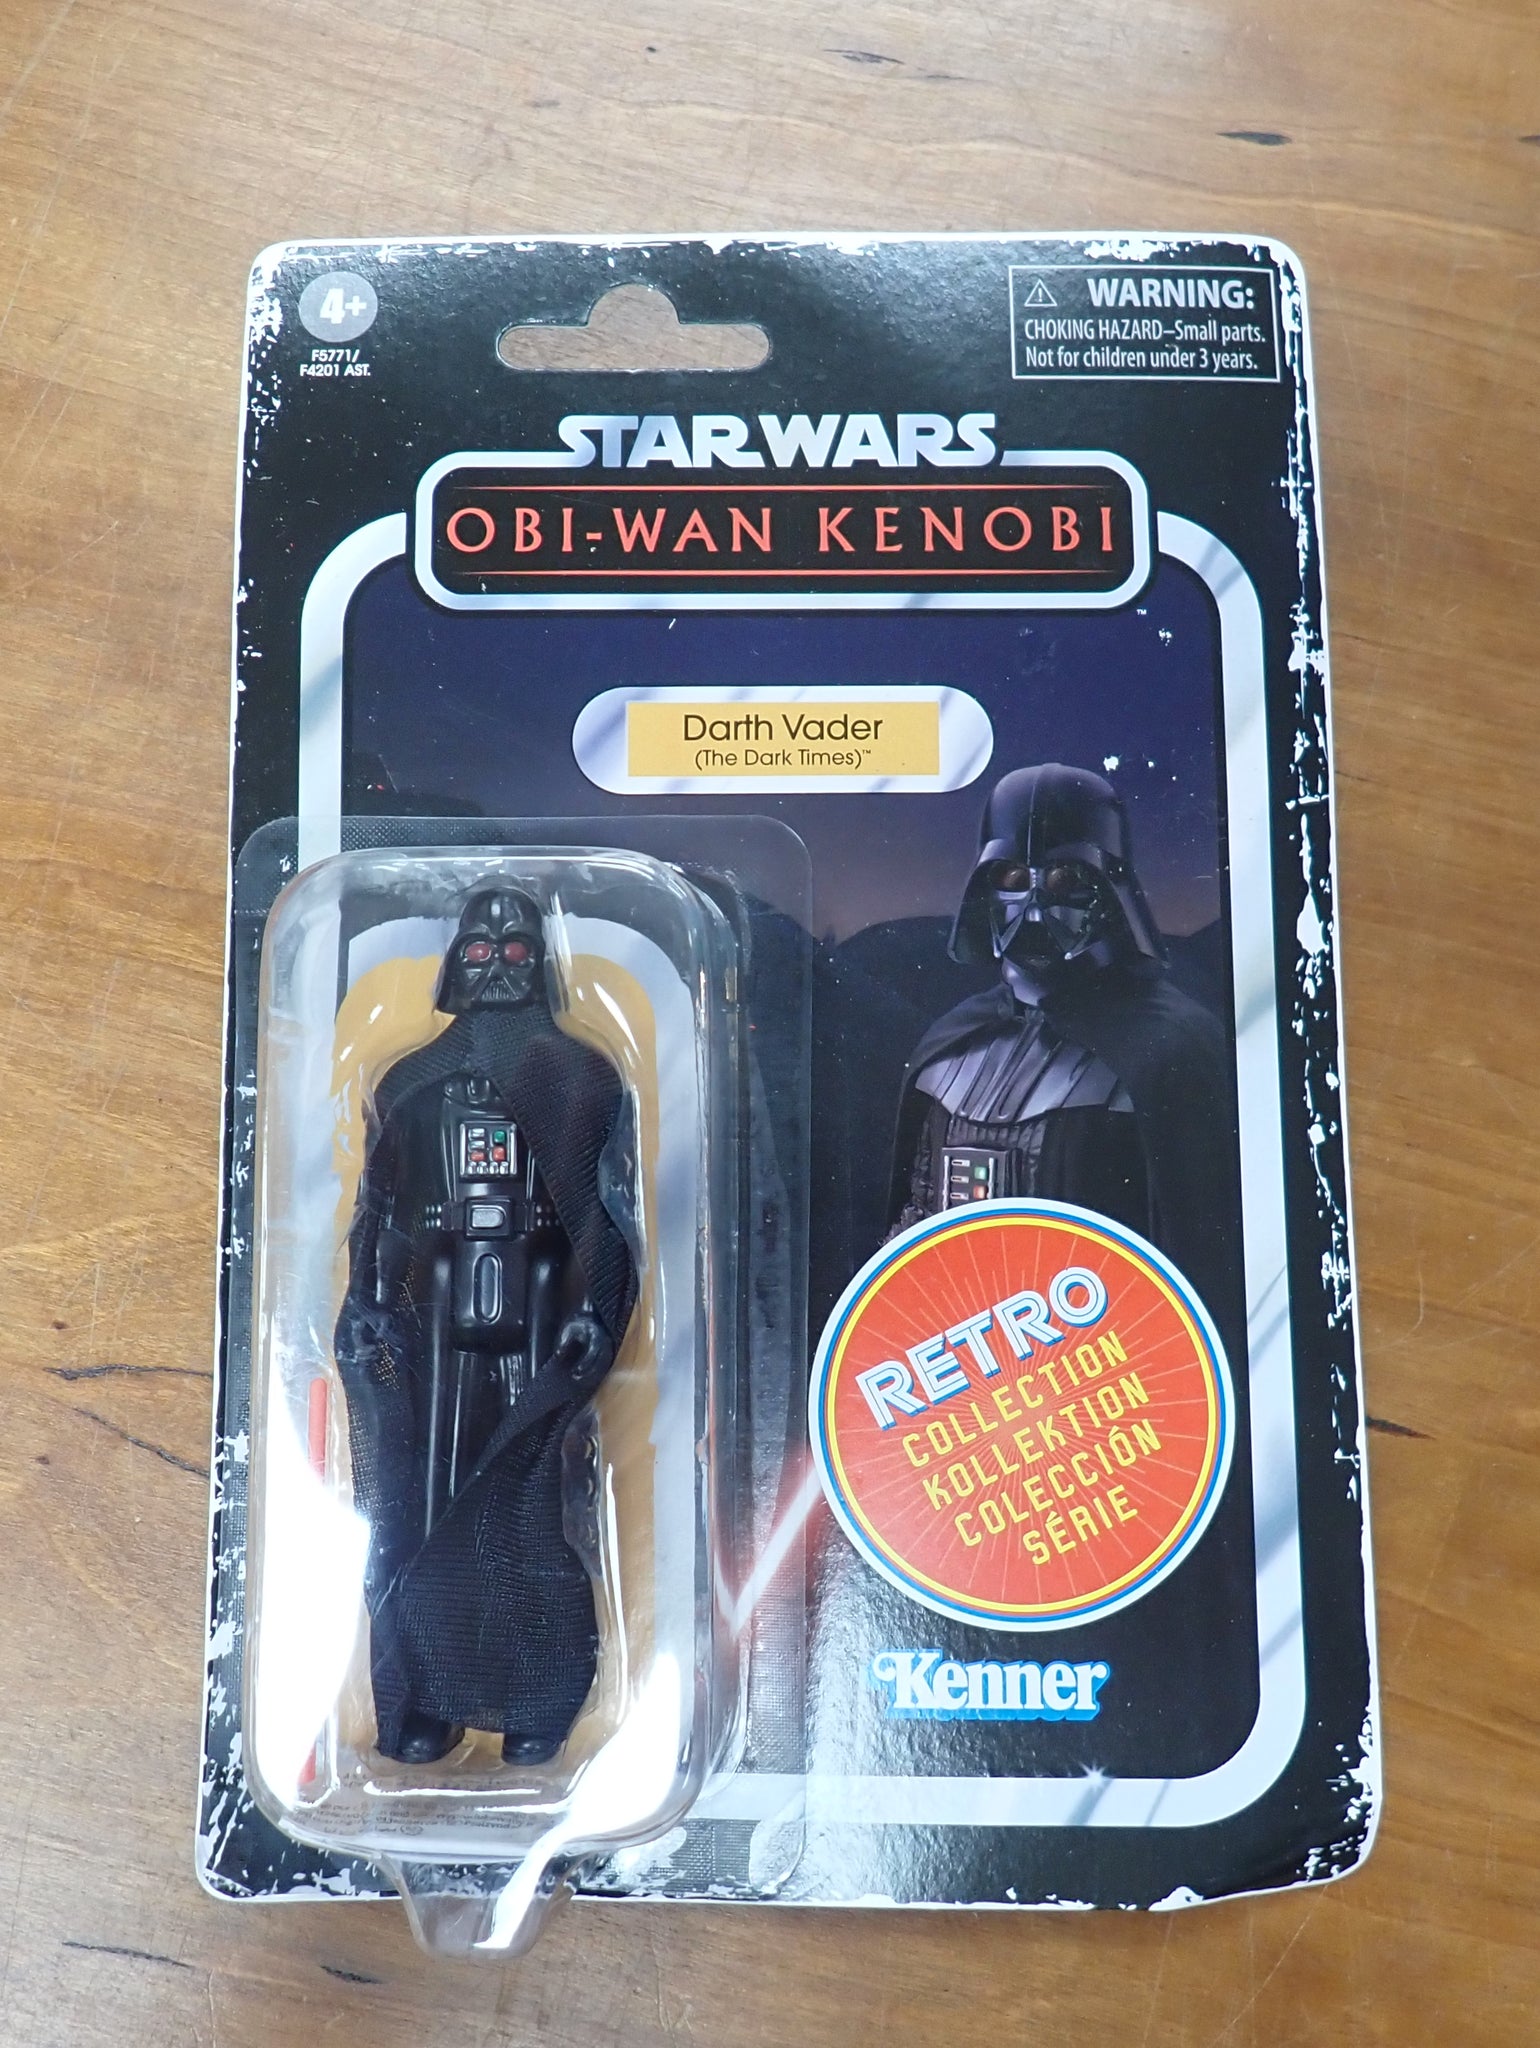 4+
F5771/
F4201 AST.
WARNING:
CHOKING HAZARD–Small parts.
Not for children under 3 years.
STAR WARS
OBI-WAN KENOBI
™
Darth Vader
(The Dark Times)™
RETRO
COLLECTION
KOLLEKTION
COLECCIÓN
SÉRIE
Kenner